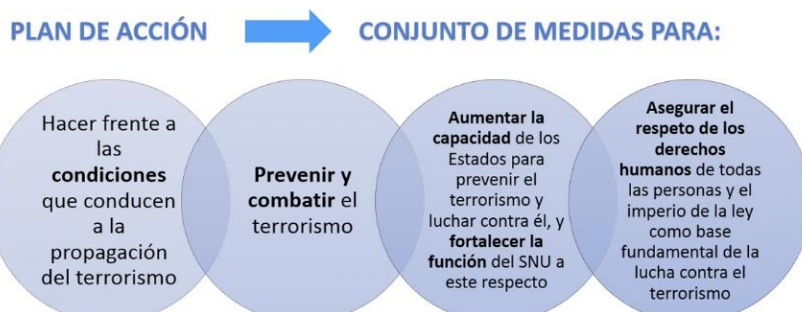 PLAN DE ACCIÓN
CONJUNTO DE MEDIDAS PARA:
Hacer frente a
las
condiciones
que conducen
a la
propagación
del terrorismo
Prevenir y
combatir el
terrorismo
Aumentar la
capacidad de los
Estados para
prevenir el
terrorismo y
luchar contra él, y
fortalecer la
función del SNU a
este respecto
Asegurar el
respeto de los
derechos
humanos de todas
las personas y el
imperio de la ley
como base
fundamental de la
lucha contra el
terrorismo